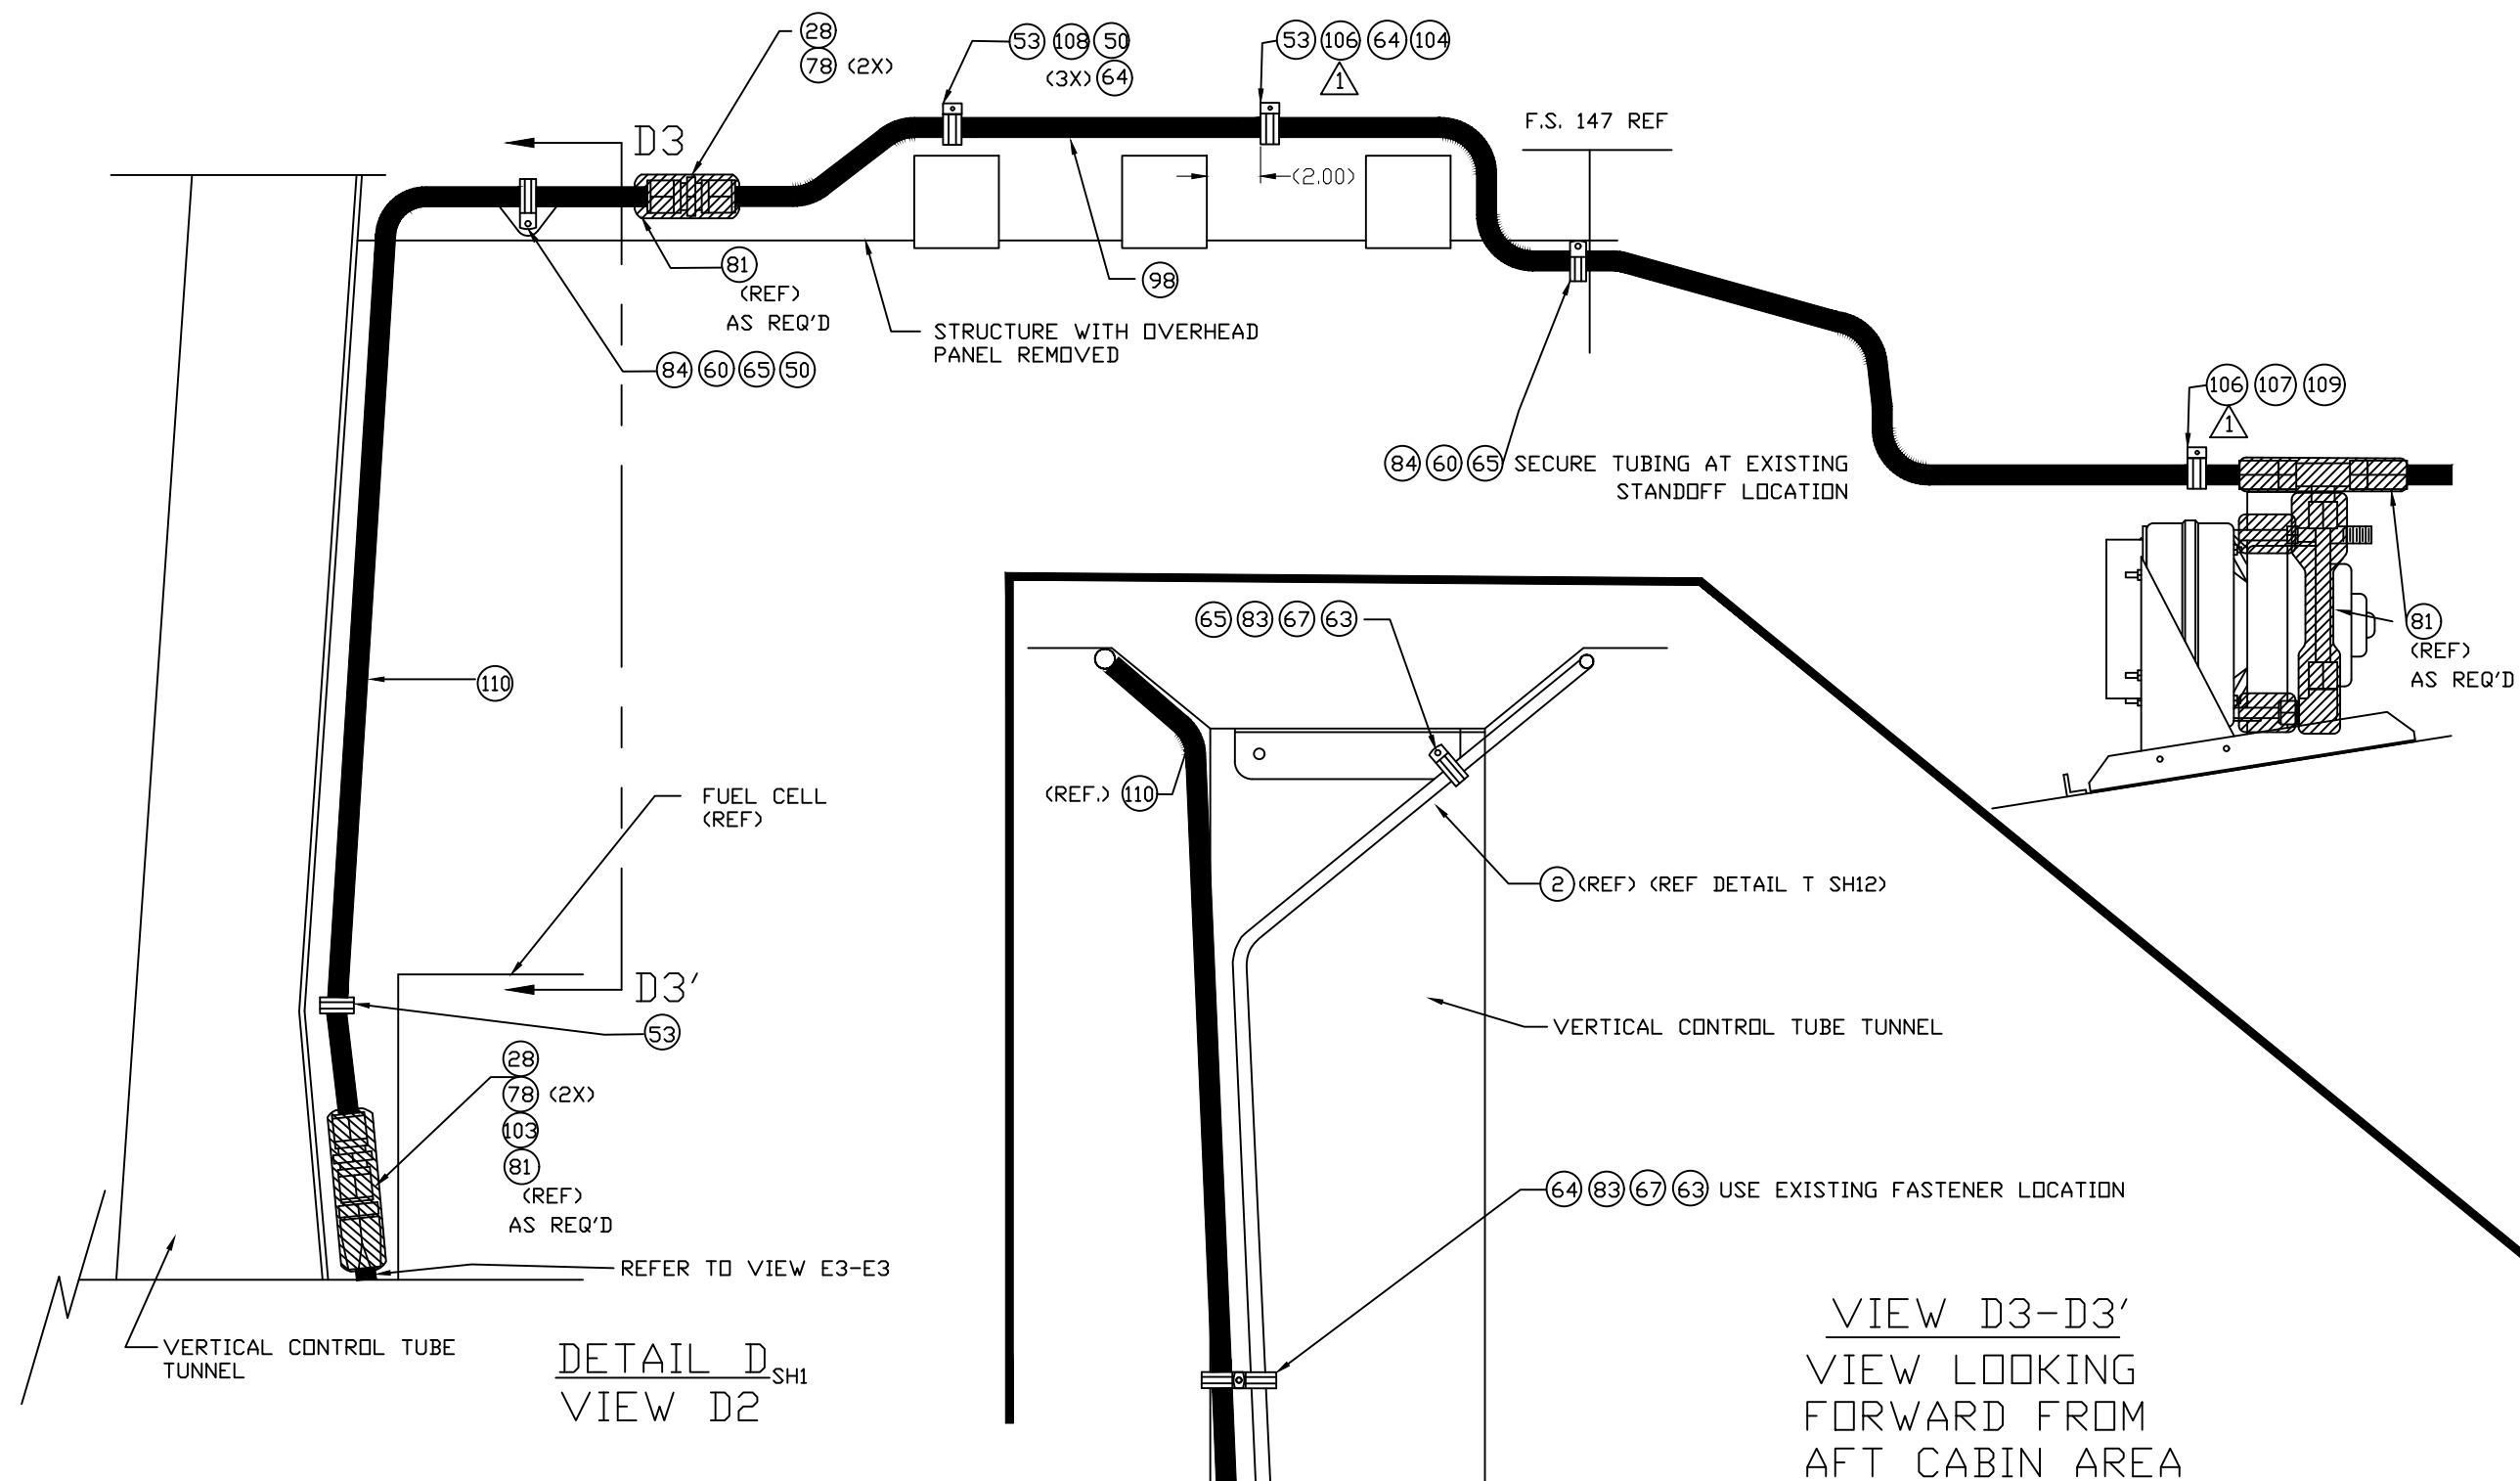 28
78 (2X)
53 108 50
(3X) 64
53 106 64 104
1
F.S. 147 REF
D3
(2.00)
81
(REF)
AS REQ'D
98
STRUCTURE WITH OVERHEAD
PANEL REMOVED
84 60 65 50
106 107 109
1
84 60 65 SECURE TUBING AT EXISTING
STANDOFF LOCATION
81
(REF)
AS REQ'D
110
65 83 67 63
(REF.) 110
FUEL CELL
(REF)
2 (REF) (REF DETAIL T SH12)
D3'
53
VERTICAL CONTROL TUBE TUNNEL
28
78 (2X)
103
81
(REF)
AS REQ'D
64 83 67 63 USE EXISTING FASTENER LOCATION
REFER TO VIEW E3-E3
VERTICAL CONTROL TUBE
TUNNEL
DETAIL D SH1
VIEW D2
VIEW D3-D3'
VIEW LOOKING
FORWARD FROM
AFT CABIN AREA